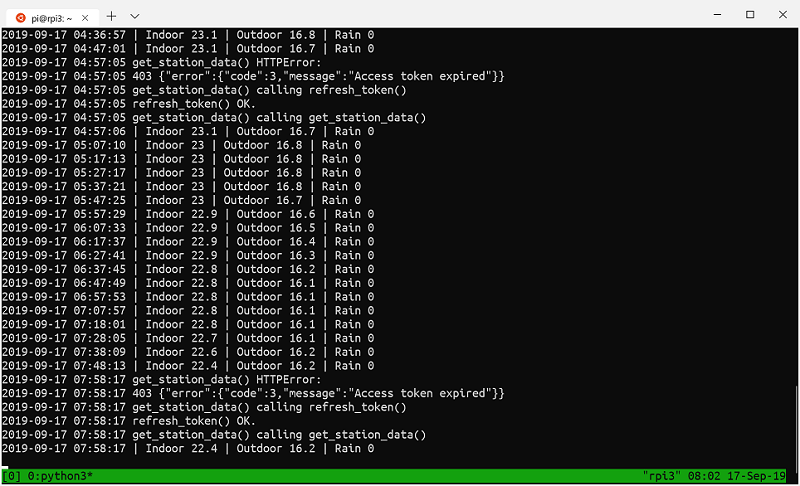 pi@rpi3: ~
2019-09-17 04:36:57 | Indoor 23.1 | Outdoor 16.8 | Rain 0
2019-09-17 04:47:01 | Indoor 23.1 | Outdoor 16.7 | Rain 0
2019-09-17 04:57:05 get_station_data() HTTPError:
2019-09-17 04:57:05 403 {"error":{"code":3,"message":"Access token expired"}}
2019-09-17 04:57:05 get_station_data() calling refresh_token()
2019-09-17 04:57:05 refresh_token() OK.
2019-09-17 04:57:05 get_station_data() calling get_station_data()
2019-09-17 04:57:06 | Indoor 23.1 | Outdoor 16.7 | Rain 0
2019-09-17 05:07:10 | Indoor 23 | Outdoor 16.8 | Rain 0
2019-09-17 05:17:13 | Indoor 23 | Outdoor 16.8 | Rain 0
2019-09-17 05:27:17 | Indoor 23 | Outdoor 16.8 | Rain 0
2019-09-17 05:37:21 | Indoor 23 | Outdoor 16.8 | Rain 0
2019-09-17 05:47:25 | Indoor 23 | Outdoor 16.7 | Rain 0
2019-09-17 05:57:29 | Indoor 22.9 | Outdoor 16.6 | Rain 0
2019-09-17 06:07:33 | Indoor 22.9 | Outdoor 16.5 | Rain 0
2019-09-17 06:17:37 | Indoor 22.9 | Outdoor 16.4 | Rain 0
2019-09-17 06:27:41 | Indoor 22.9 | Outdoor 16.3 | Rain 0
2019-09-17 06:37:45 | Indoor 22.8 | Outdoor 16.2 | Rain 0
2019-09-17 06:47:49 | Indoor 22.8 | Outdoor 16.1 | Rain 0
2019-09-17 06:57:53 | Indoor 22.8 | Outdoor 16.1 | Rain 0
2019-09-17 07:07:57 | Indoor 22.8 | Outdoor 16.1 | Rain 0
2019-09-17 07:18:01 | Indoor 22.8 | Outdoor 16.1 | Rain 0
2019-09-17 07:28:05 | Indoor 22.7 | Outdoor 16.1 | Rain 0
2019-09-17 07:38:09 | Indoor 22.6 | Outdoor 16.2 | Rain 0
2019-09-17 07:48:13 | Indoor 22.4 | Outdoor 16.2 | Rain 0
2019-09-17 07:58:17 get_station_data() HTTPError:
2019-09-17 07:58:17 403 {"error":{"code":3,"message":"Access token expired"}}
2019-09-17 07:58:17 get_station_data() calling refresh_token()
2019-09-17 07:58:17 refresh_token() OK.
2019-09-17 07:58:17 get_station_data() calling get_station_data()
2019-09-17 07:58:17 | Indoor 22.4 | Outdoor 16.2 | Rain 0
[0] 0:python3* "rpi3" 08:02 17-Sep-19